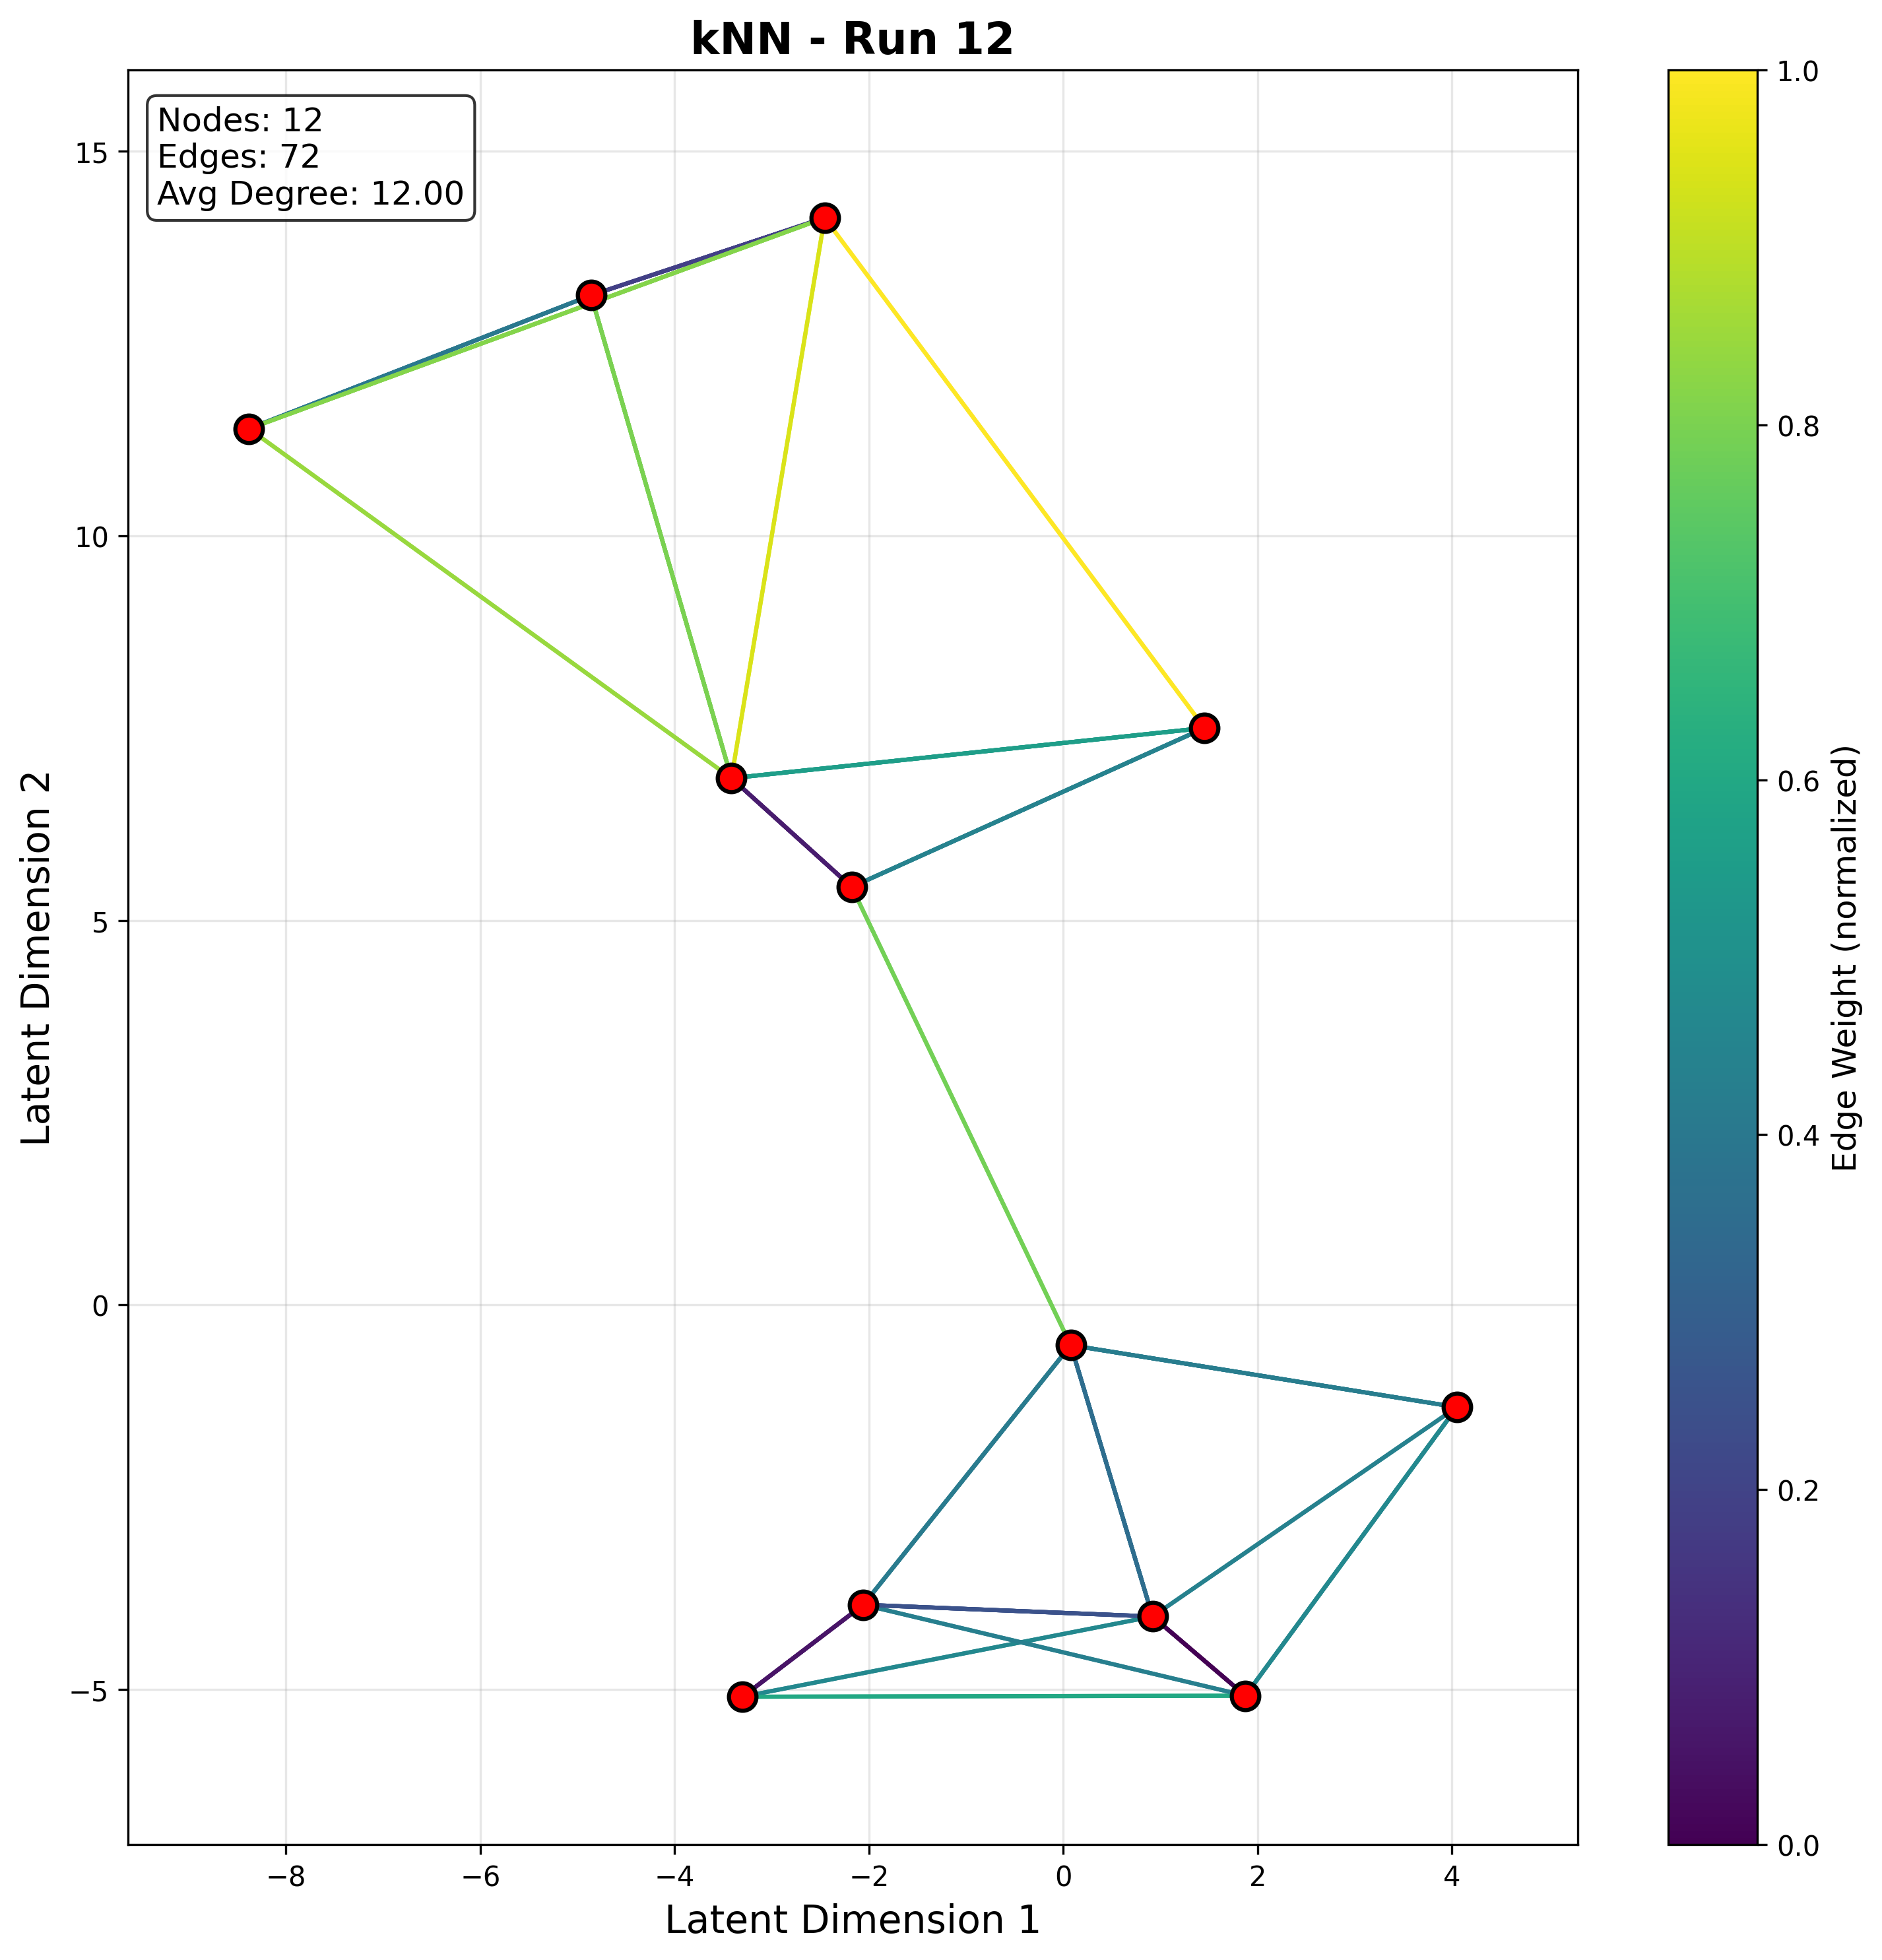 kNN - Run 12
Nodes: 12
Edges: 72
Avg Degree: 12.00
15
10
5
0
−5
Latent Dimension 2
−8
−6
−4
−2
0
2
4
Latent Dimension 1
1.0
0.8
0.6
0.4
0.2
0.0
Edge Weight (normalized)